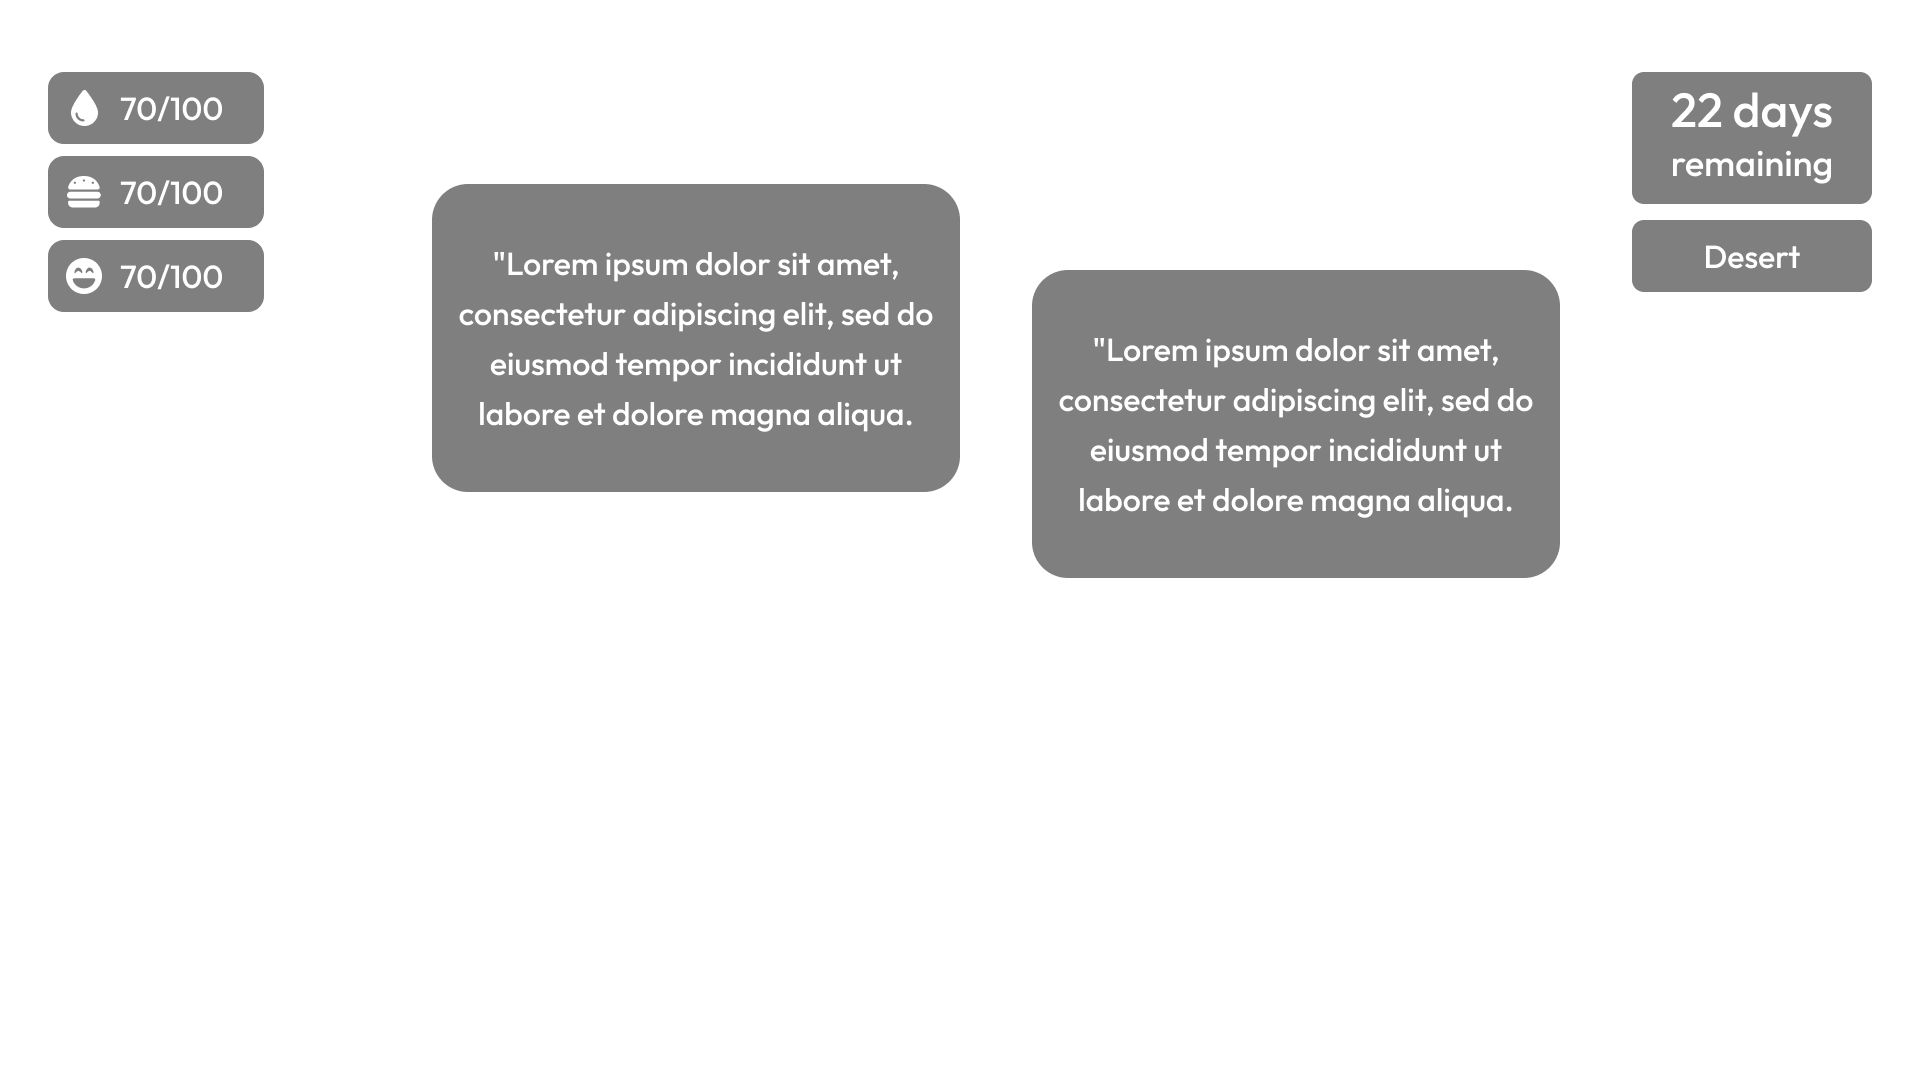 70/100
70/100
70/100
"Lorem ipsum dolor sit amet,
consectetur adipiscing elit, sed do
eiusmod tempor incididunt ut
labore et dolore magna aliqua.
"Lorem ipsum dolor sit amet,
consectetur adipiscing elit, sed do
eiusmod tempor incididunt ut
labore et dolore magna aliqua.
22 days
remaining
Desert